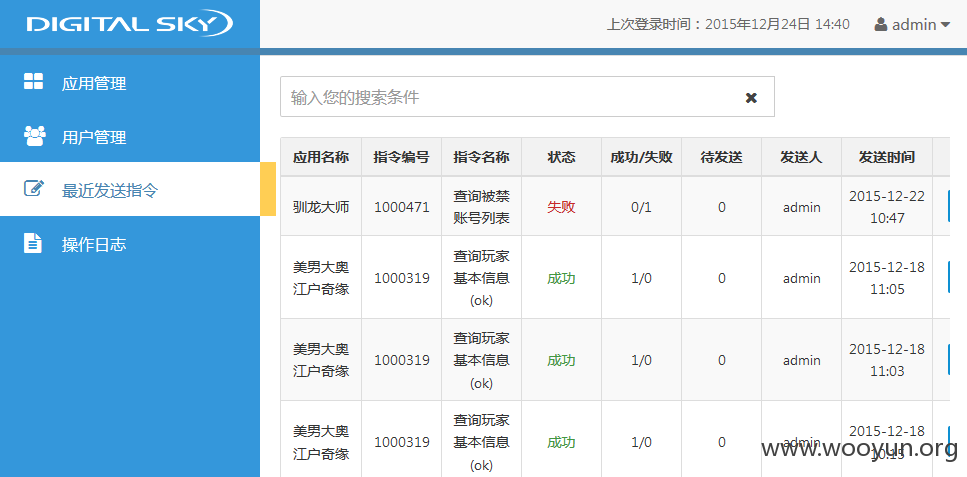 DIGITAL SKY
上次登录时间：2015年12月24日 14:40
admin
应用管理
用户管理
最近发送指令
操作日志
输入您的搜索条件
应用名称 指令编号 指令名称 状态 成功/失败 待发送 发送人 发送时间
驯龙大师 1000471 查询被禁 失败 0/1 0 admin 2015-12-22
账号列表 10:47
美男大奥 1000319 查询玩家 成功 1/0 0 admin 2015-12-18
江户奇缘 基本信息 11:05
(ok)
美男大奥 1000319 查询玩家 成功 1/0 0 admin 2015-12-18
江户奇缘 基本信息 11:03
(ok)
美男大奥 1000319 查询玩家 成功 1/0 0 admin 2015-12-18
江户奇缘 基本信息 10:15
(ok)
www.wooyun.org